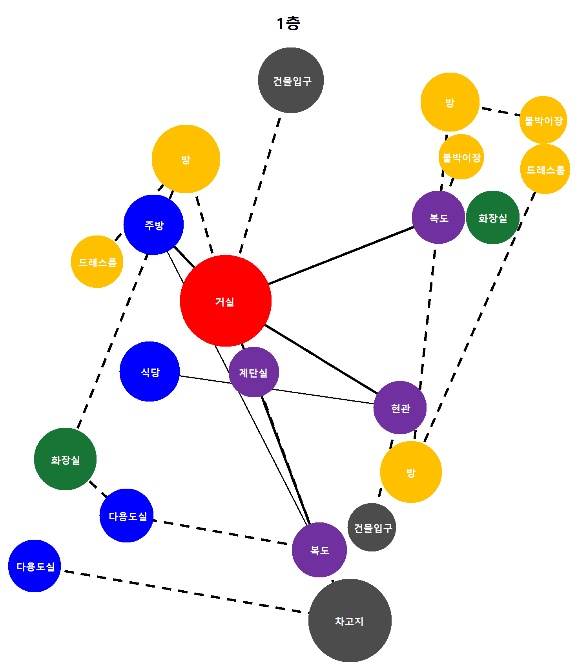 1층
건물입구
방
붙박이장
방
붙박이장
드레스룸
주방
복도
화장실
드레스룸
거실
식당
계단실
현관
화장실
방
다용도실
건물입구
복도
다용도실
차고지